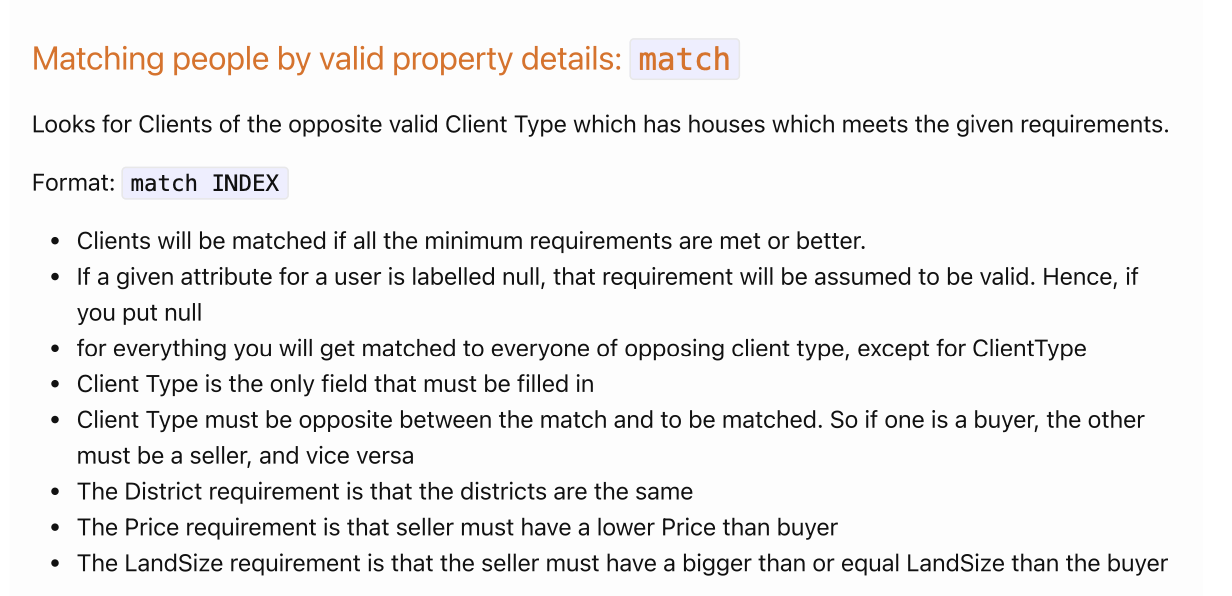 Matching people by valid property details: match
Looks for Clients of the opposite valid Client Type which has houses which meets the given requirements.
Format: match INDEX
• Clients will be matched if all the minimum requirements are met or better.
• If a given attribute for a user is labelled null, that requirement will be assumed to be valid. Hence, if
you put null
• for everything you will get matched to everyone of opposing client type, except for ClientType
• Client Type is the only field that must be filled in
• Client Type must be opposite between the match and to be matched. So if one is a buyer, the other
must be a seller, and vice versa
• The District requirement is that the districts are the same
• The Price requirement is that seller must have a lower Price than buyer
• The LandSize requirement is that the seller must have a bigger than or equal LandSize than the buyer